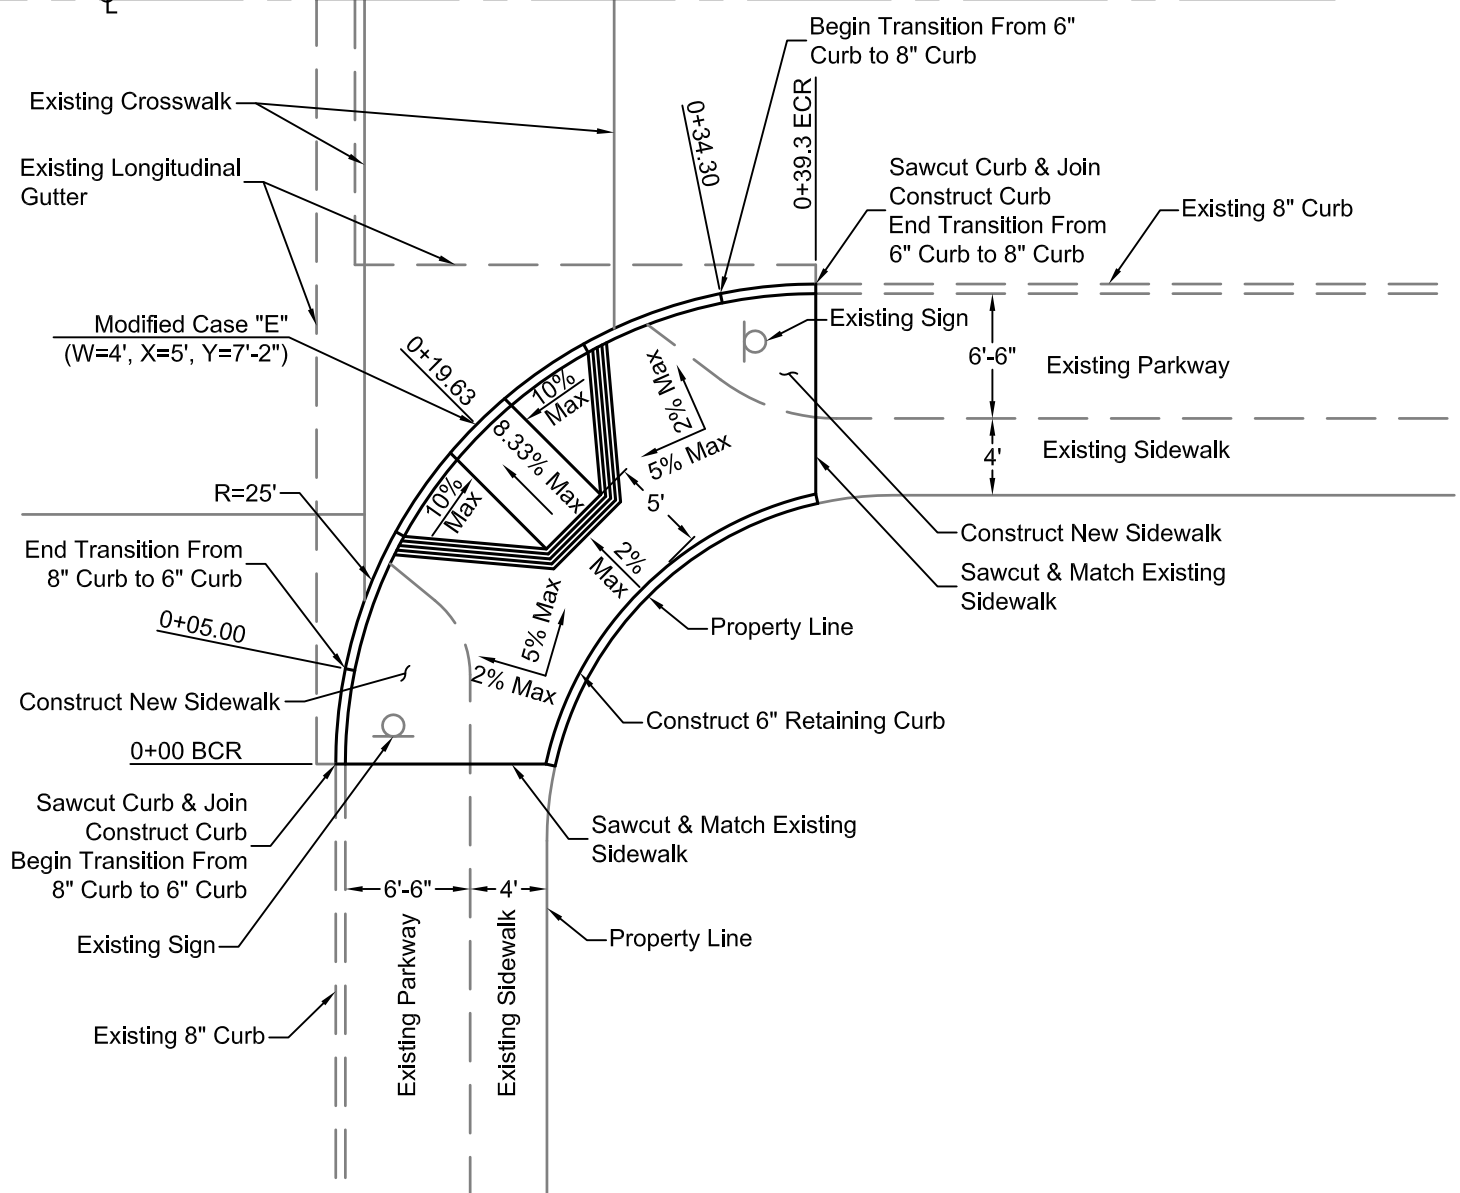 ℄
Begin Transition From 6"
Curb to 8" Curb
Existing Crosswalk
0+34.30
0+39.3 ECR
Existing Longitudinal
Gutter
Sawcut Curb & Join
Construct Curb
End Transition From
6" Curb to 8" Curb
Existing 8" Curb
Modified Case "E"
(W=4', X=5', Y=7'-2")
0+19.63
Existing Sign
6'-6"
Existing Parkway
10%
Max
2% Max
2% Max
5% Max
8.33% Max
4'
Existing Sidewalk
R=25'
10%
Max
5'
Construct New Sidewalk
End Transition From
8" Curb to 6" Curb
2%
Max
Sawcut & Match Existing
Sidewalk
0+05.00
5% Max
2% Max
Property Line
Construct New Sidewalk
Construct 6" Retaining Curb
0+00 BCR
Sawcut Curb & Join
Construct Curb
Begin Transition From
8" Curb to 6" Curb
Sawcut & Match Existing
Sidewalk
6'-6"
4'
Existing Sign
Property Line
Existing Parkway
Existing Sidewalk
Existing 8" Curb